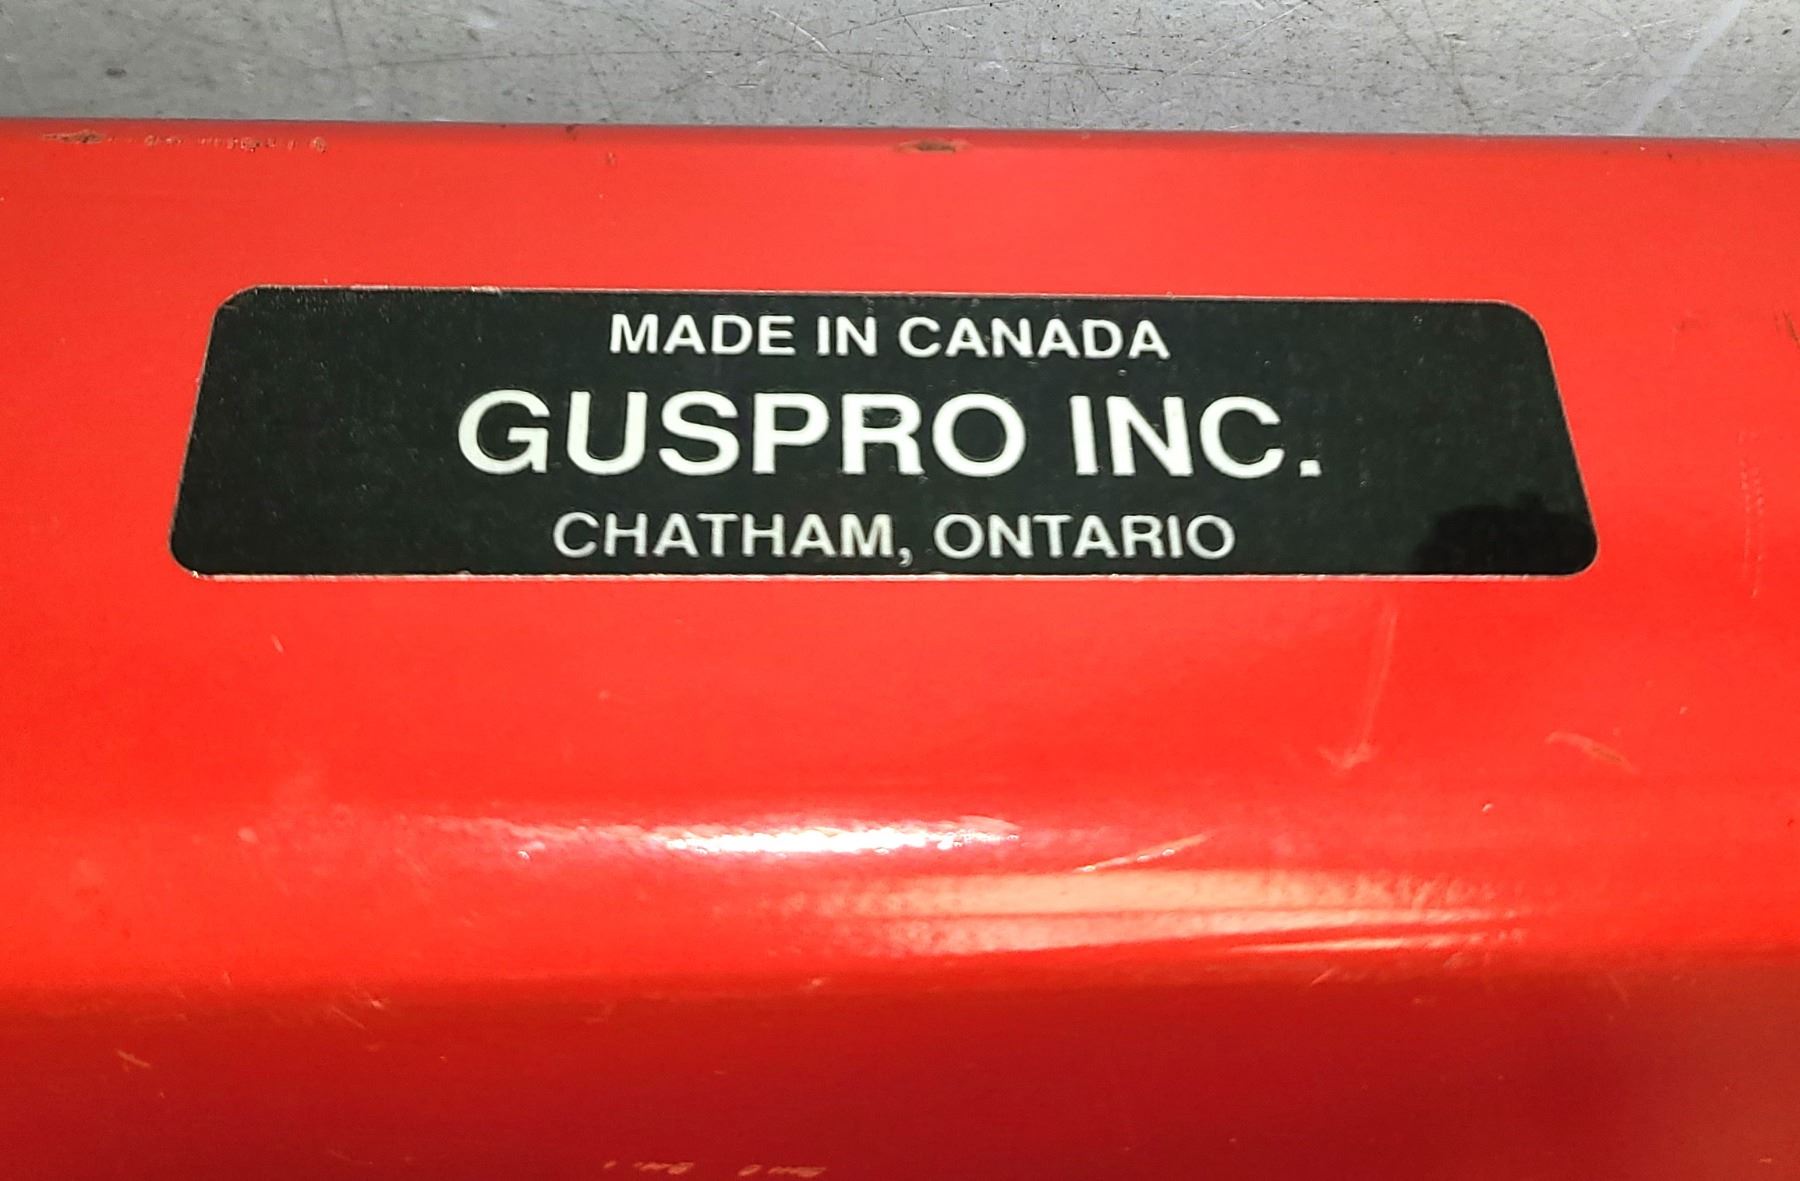 MADE IN CANADA
GUSPRO INC.
CHATHAM, ONTARIO